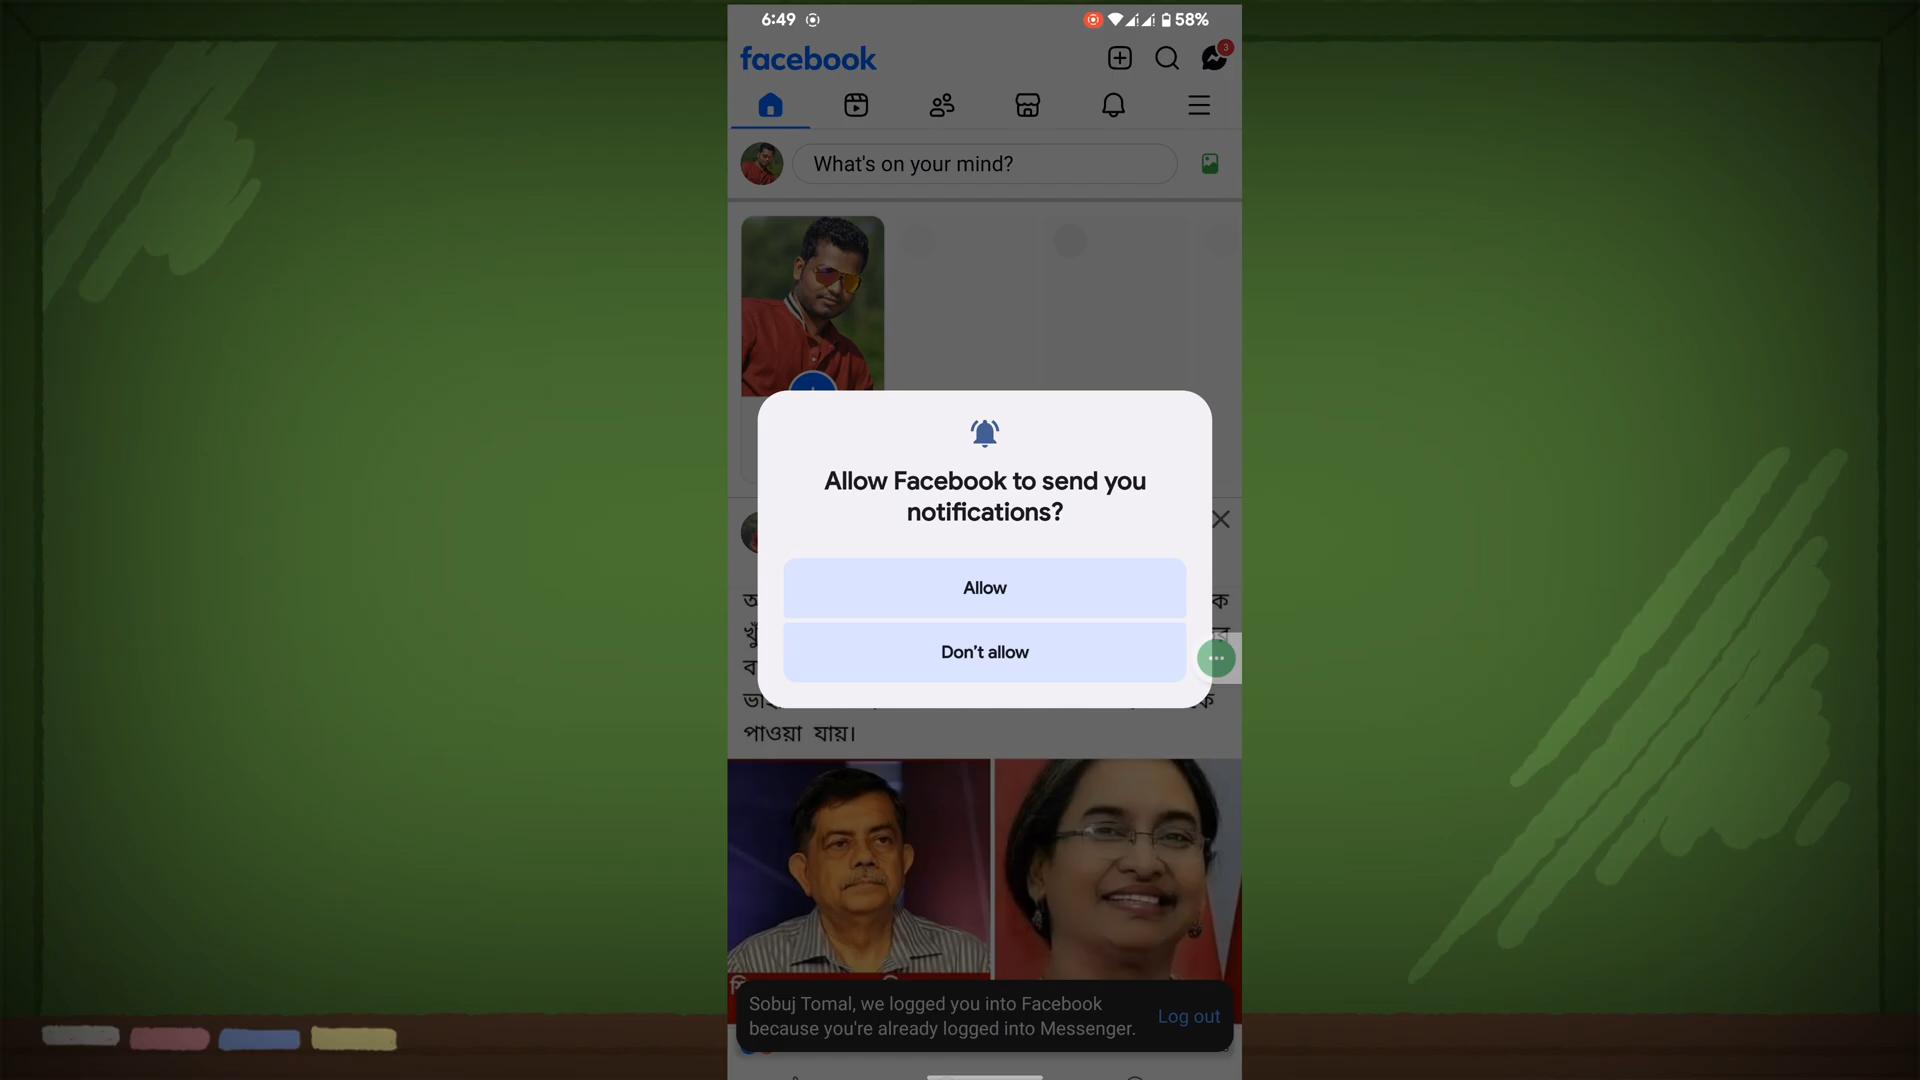 6:49
58%
facebook
3
What's on your mind?
Allow Facebook to send you
notifications?
Allow
Don't allow
পাওয়া যায়।
Sobuj Tomal, we logged you into Facebook
because you're already logged into Messenger.
Log out